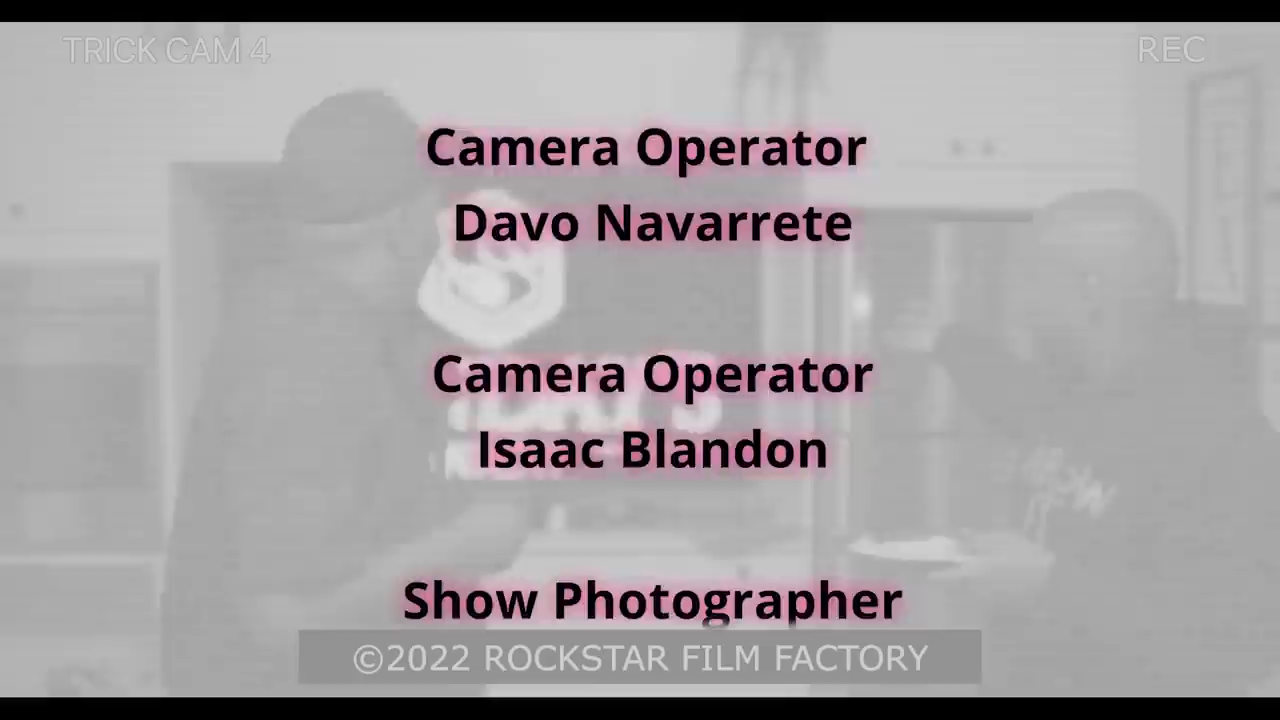 TRICK CAM 4
REC
Camera Operator
Davo Navarrete
Camera Operator
Isaac Blandon
Show Photographer
©2022 ROCKSTAR FILM FACTORY